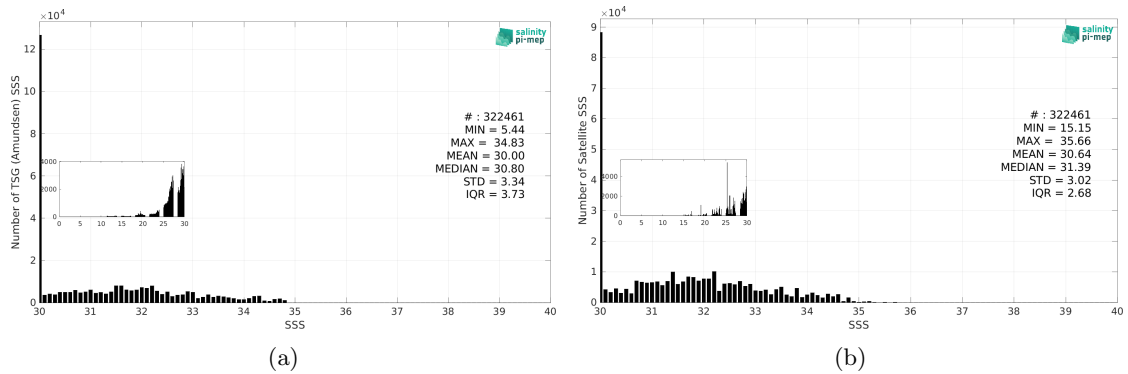 ×10⁴
salinity
pi-mep
# : 322461
MIN = 5.44
MAX = 34.83
MEAN = 30.00
MEDIAN = 30.80
STD = 3.34
IQR = 3.73
Number of TSG (Amundsen) SSS
12
10
8
6
4
2
0
4000
2000
0
0 5 10 15 20 25 30
30 31 32 33 34 35 36 37 38 39 40
SSS
(a)
×10⁴
salinity
pi-mep
# : 322461
MIN = 15.15
MAX = 35.66
MEAN = 30.64
MEDIAN = 31.39
STD = 3.02
IQR = 2.68
Number of Satellite SSS
9
8
7
6
5
4
3
2
1
0
6000
4000
2000
0
0 5 10 15 20 25 30
30 31 32 33 34 35 36 37 38 39 40
SSS
(b)